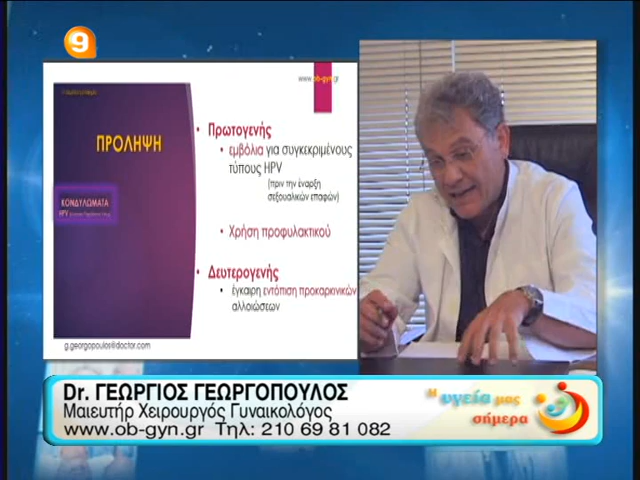 9
www.ob-gyn.gr
ΠΡΟΛΗΨΗ
ΚΟΝΔΥΛΩΜΑΤΑ
HPV
• Πρωτογενής
• εμβόλια για συγκεκριμένους
τύπους HPV
(πριν την έναρξη
σεξουαλικών επαφών)
• Χρήση προφυλακτικού
• Δευτερογενής
• έγκαιρη εντόπιση προκαρκινικών
αλλοιώσεων
g.georgopoulos@doctor.com
Dr. ΓΕΩΡΓΙΟΣ ΓΕΩΡΓΟΠΟΥΛΟΣ
Μαιευτήρ Χειρουργός Γυναικολόγος
www.ob-gyn.gr Τηλ: 210 69 81 082
Η υγεία μας
σήμερα